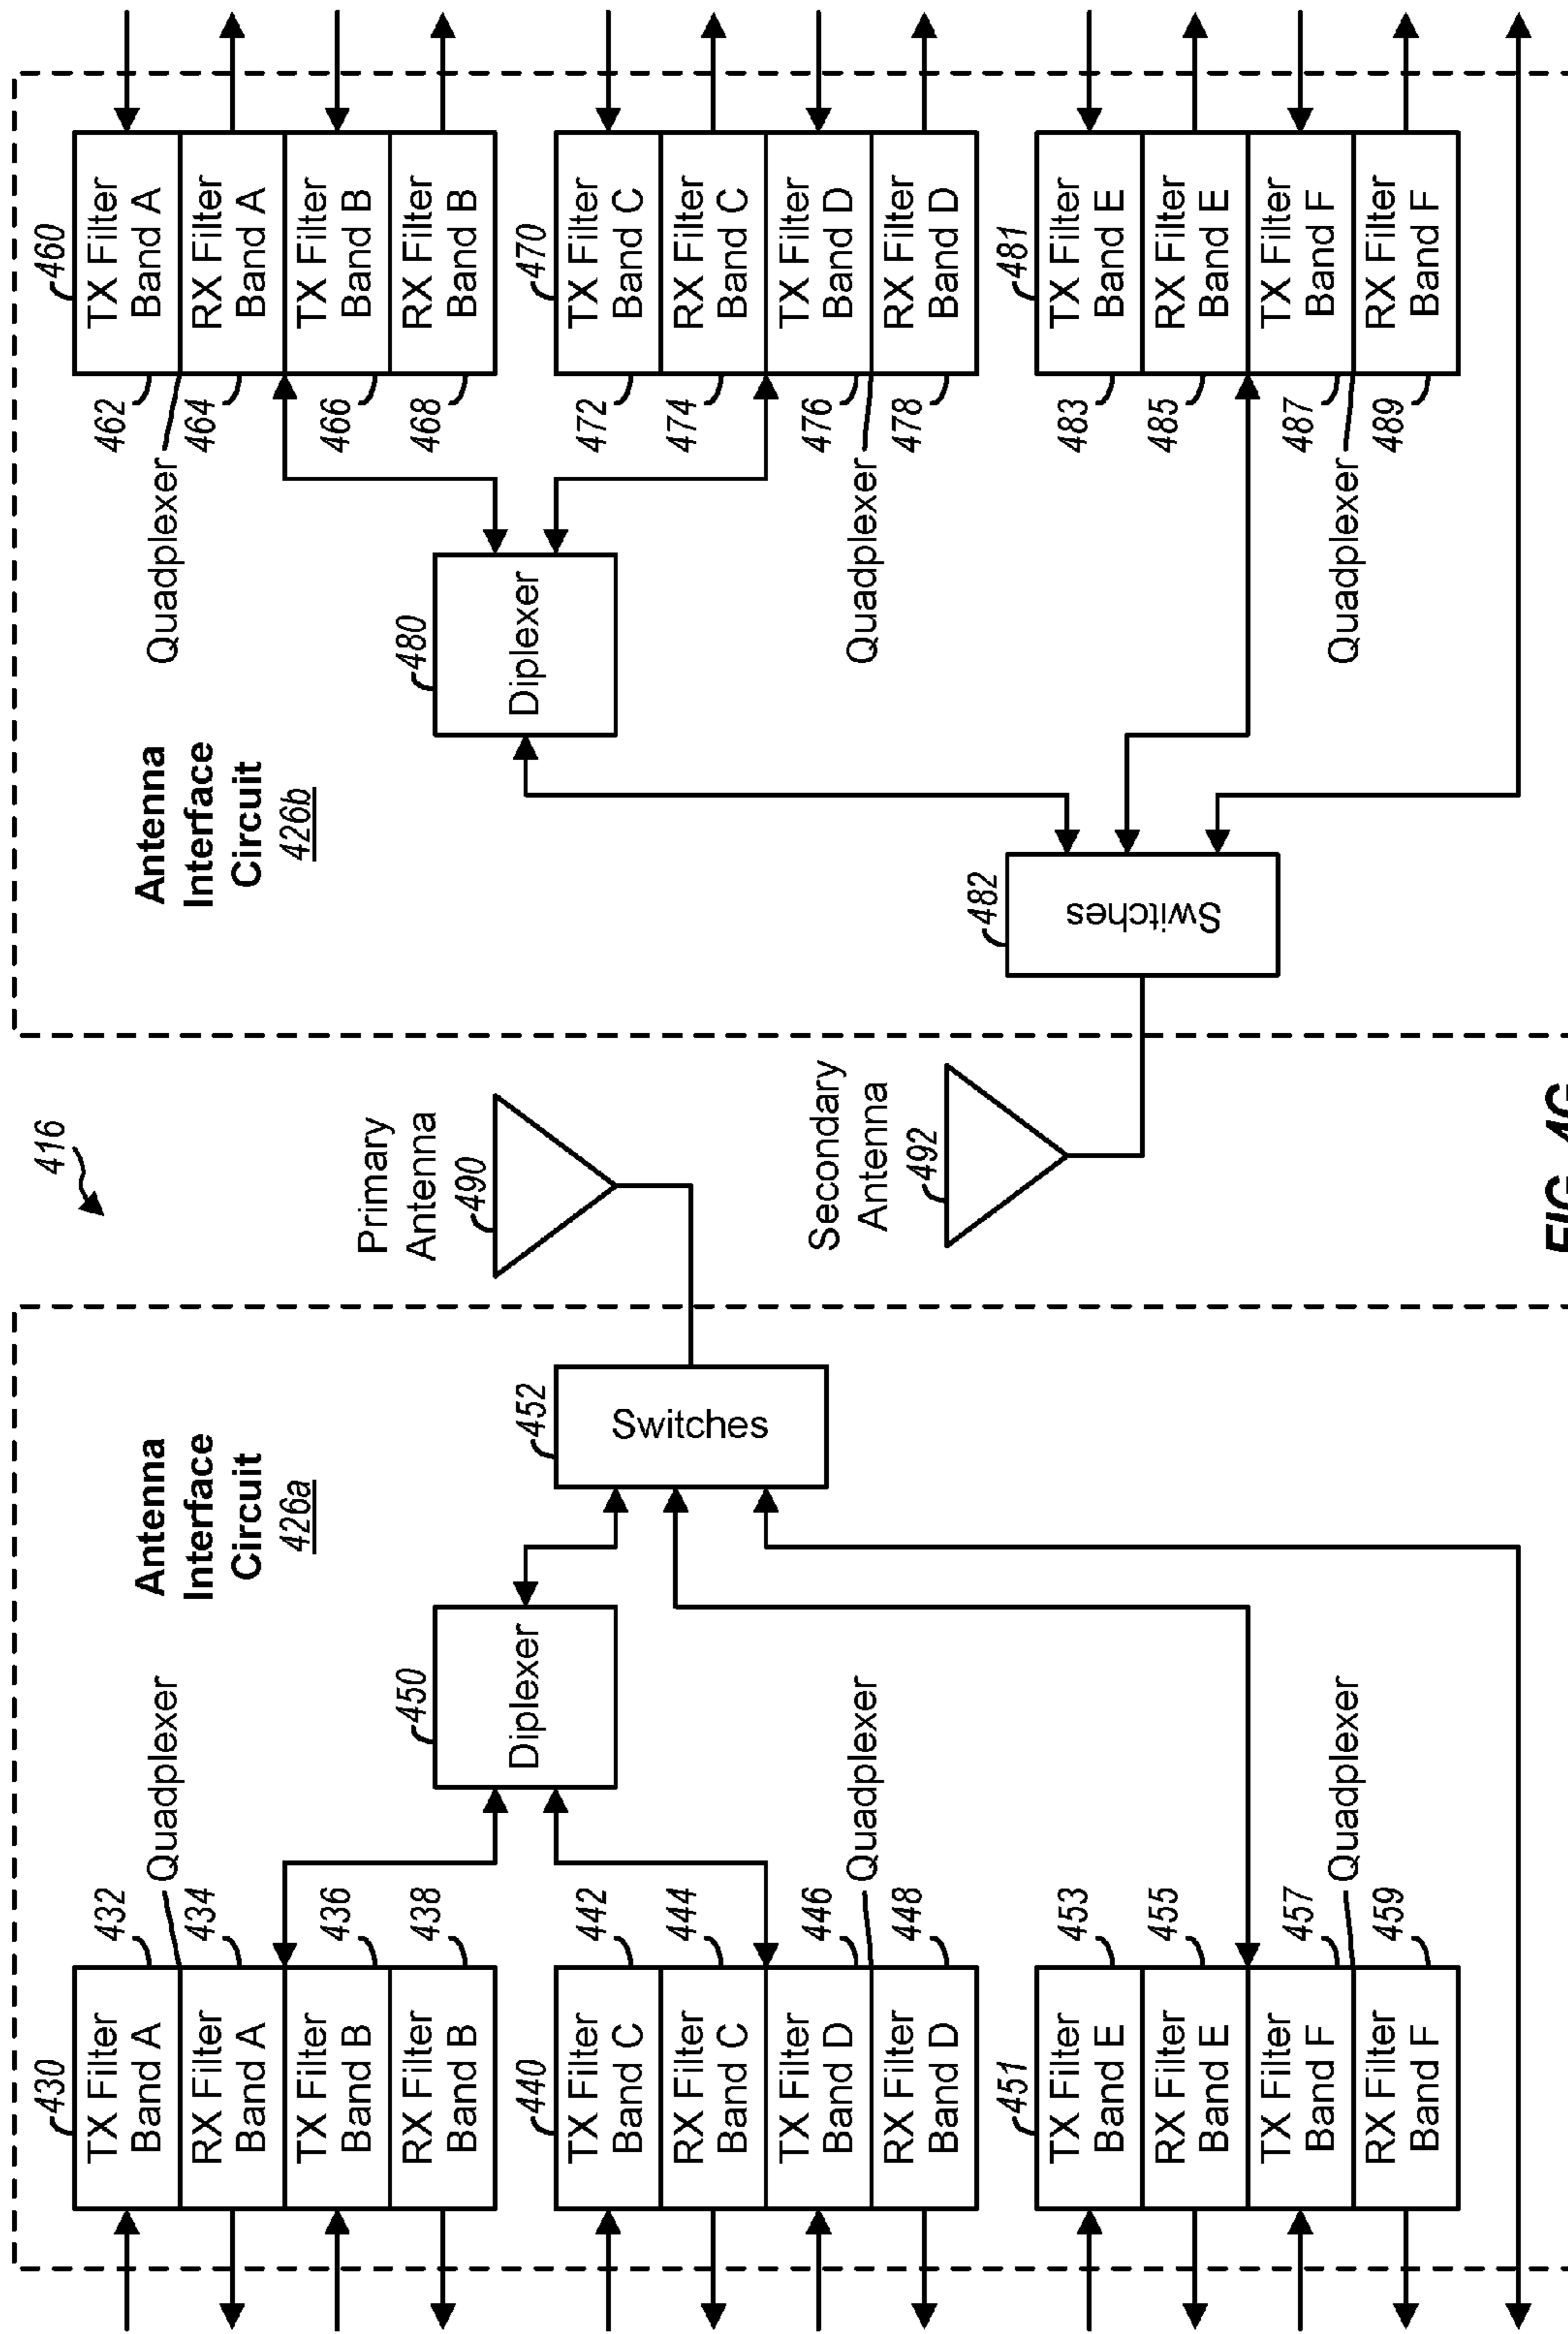 416
Antenna
Interface
Circuit
426a
430
TX Filter
Band A
432
Quadplexer
RX Filter
Band A
434
TX Filter
Band B
436
RX Filter
Band B
438
440
TX Filter
Band C
442
RX Filter
Band C
444
TX Filter
Band D
446
Quadplexer
RX Filter
Band D
448
451
TX Filter
Band E
453
RX Filter
Band E
455
TX Filter
Band F
457
Quadplexer
RX Filter
Band F
459
450
Diplexer
452
Switches
Primary
Antenna
490
Secondary
Antenna
492
Antenna
Interface
Circuit
426b
482
Switches
480
Diplexer
460
462
TX Filter
Band A
Quadplexer
464
RX Filter
Band A
466
TX Filter
Band B
468
RX Filter
Band B
470
472
TX Filter
Band C
474
RX Filter
Band C
476
TX Filter
Band D
Quadplexer
478
RX Filter
Band D
481
483
TX Filter
Band E
485
RX Filter
Band E
487
TX Filter
Band F
Quadplexer
489
RX Filter
Band F
FIG.